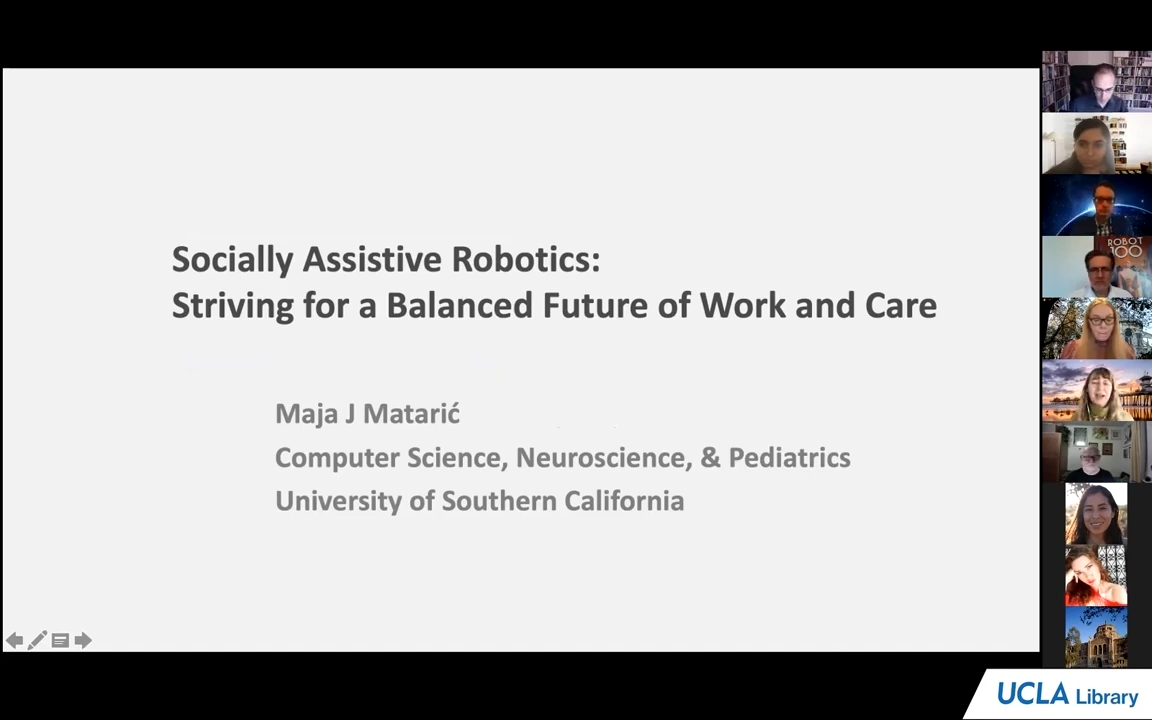 Socially Assistive Robotics:
Striving for a Balanced Future of Work and Care
Maja J Matarić
Computer Science, Neuroscience, & Pediatrics
University of Southern California
ROBOT
100
UCLA Library